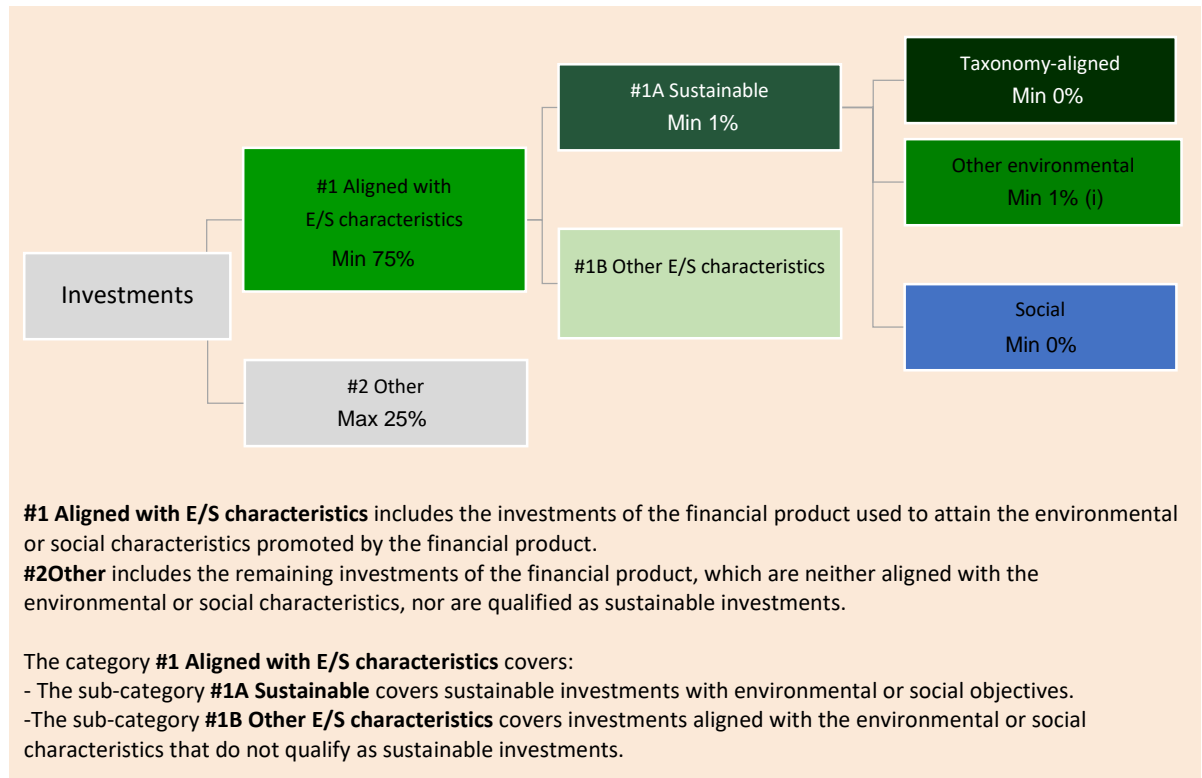 Investments
#1 Aligned with
E/S characteristics
Min 75%
#2 Other
Max 25%
#1A Sustainable
Min 1%
#1B Other E/S characteristics
Taxonomy-aligned
Min 0%
Other environmental
Min 1% (i)
Social
Min 0%
#1 Aligned with E/S characteristics includes the investments of the financial product used to attain the environmental
or social characteristics promoted by the financial product.
#2Other includes the remaining investments of the financial product, which are neither aligned with the
environmental or social characteristics, nor are qualified as sustainable investments.
The category #1 Aligned with E/S characteristics covers:
- The sub-category #1A Sustainable covers sustainable investments with environmental or social objectives.
-The sub-category #1B Other E/S characteristics covers investments aligned with the environmental or social
characteristics that do not qualify as sustainable investments.